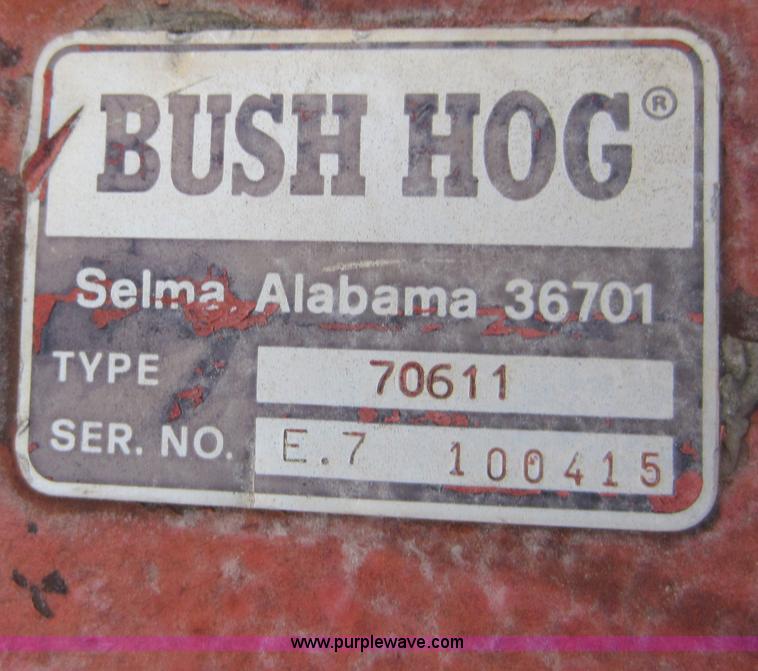 BUSH HOG®
Selma, Alabama 36701
TYPE 70611
SER. NO. E.7 100415
www.purplewave.com